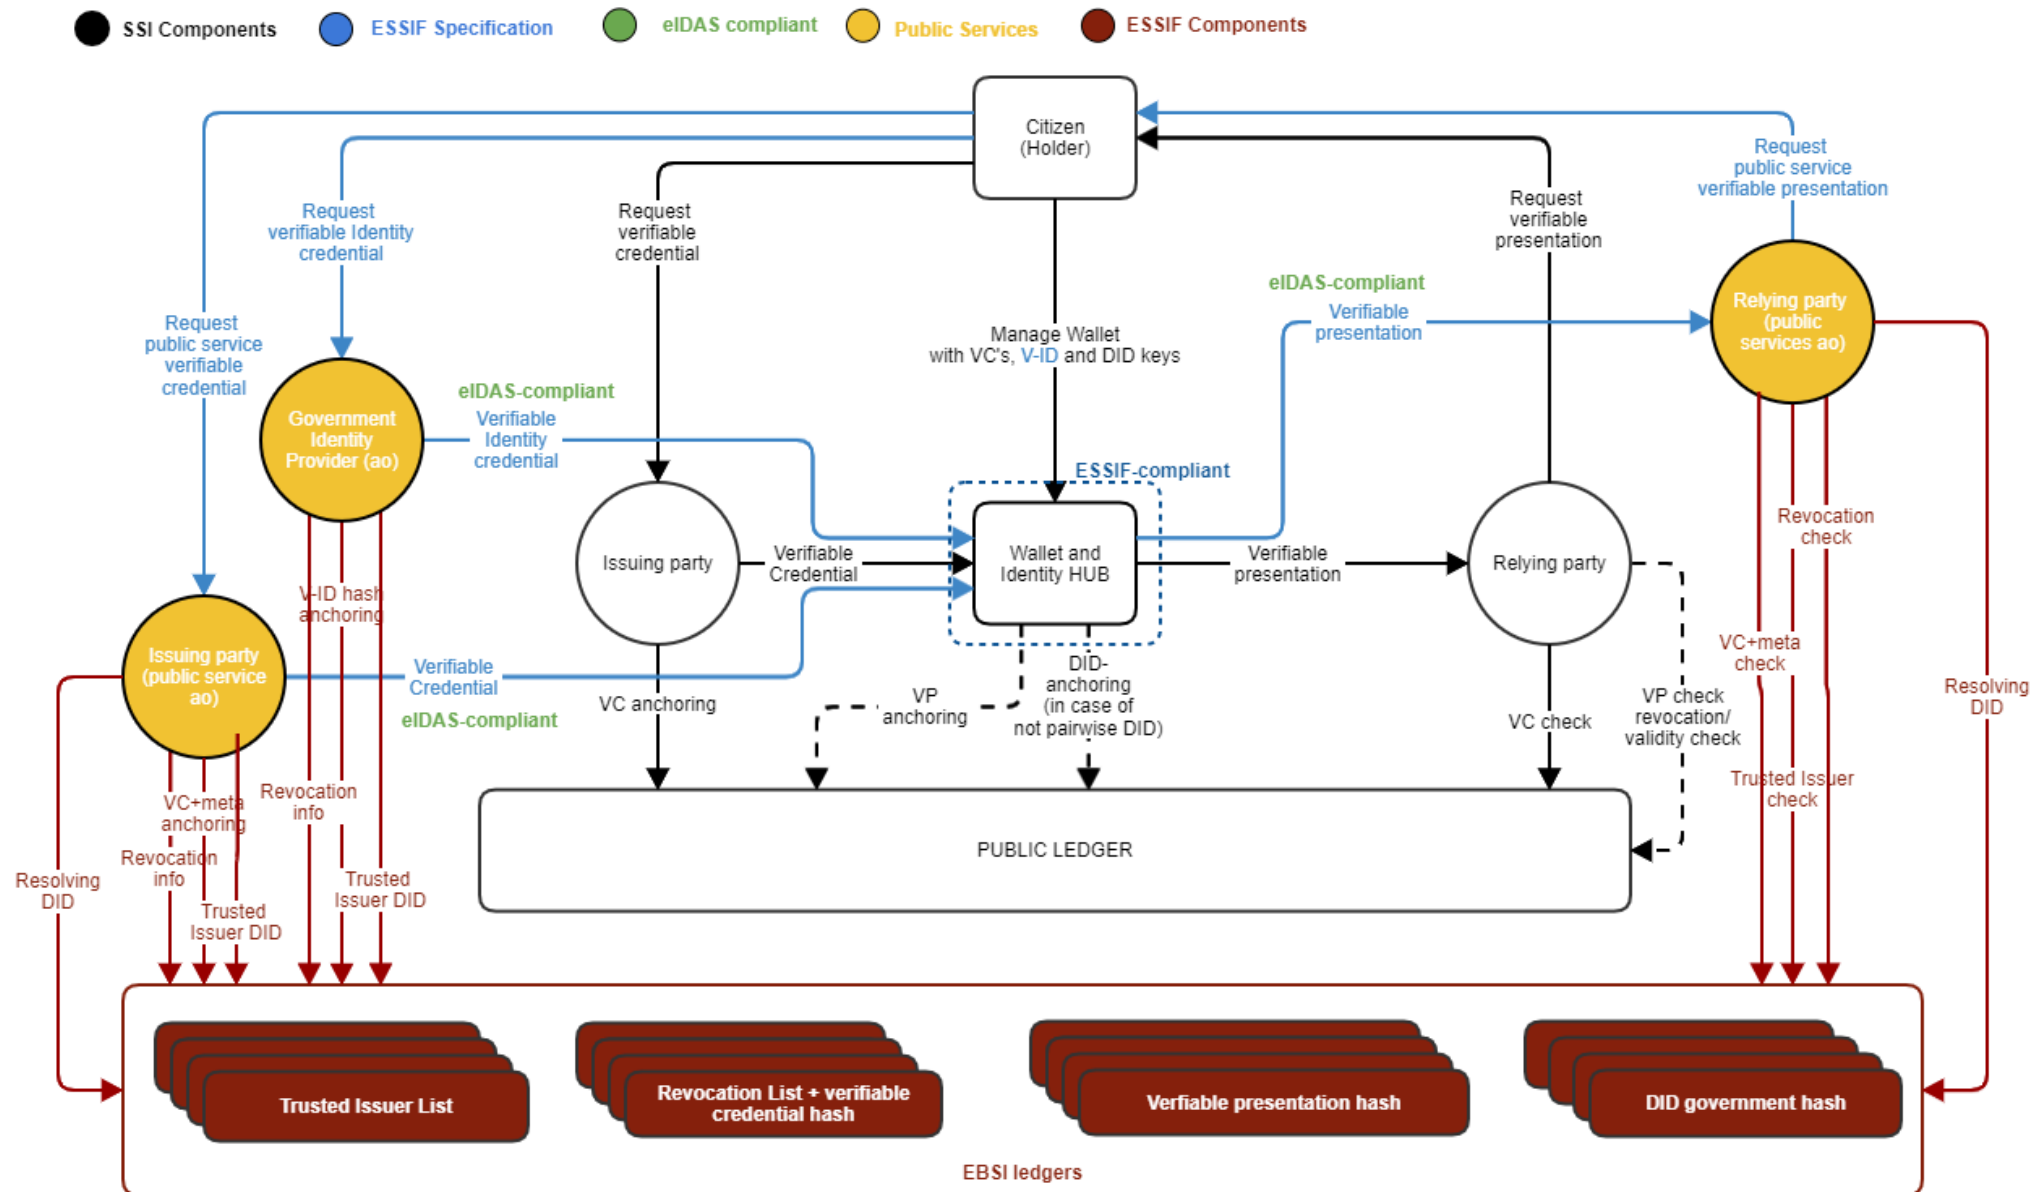 SSI Components
ESSIF Specification
eIDAS compliant
Public Services
ESSIF Components
Citizen
(Holder)
Request
public service
verifiable presentation
Request
verifiable Identity
credential
Request
verifiable
credential
Request
verifiable
presentation
Request
public service
verifiable
credential
Manage Wallet
with VC's, V-ID and DID keys
eIDAS-compliant
Verifiable
presentation
Relying party
(public
services ao)
Government
Identity
Provider (ao)
eIDAS-compliant
Verifiable
Identity
credential
ESSIF-compliant
Issuing party
Verifiable
Credential
Wallet and
Identity HUB
Verifiable
presentation
Relying party
Revocation
check
V-ID hash
anchoring
Issuing party
(public service
ao)
Verifiable
Credential
eIDAS-compliant
VC anchoring
VP
anchoring
DID-
anchoring
(in case of
not pairwise DID)
VC check
VP check
revocation/
validity check
VC+meta
check
Resolving
DID
Trusted Issuer
check
VC+meta
anchoring
Revocation
info
Revocation
info
Resolving
DID
Trusted
Issuer DID
Trusted
Issuer DID
PUBLIC LEDGER
Trusted Issuer List
Revocation List + verifiable
credential hash
Verfiable presentation hash
DID government hash
EBSI ledgers